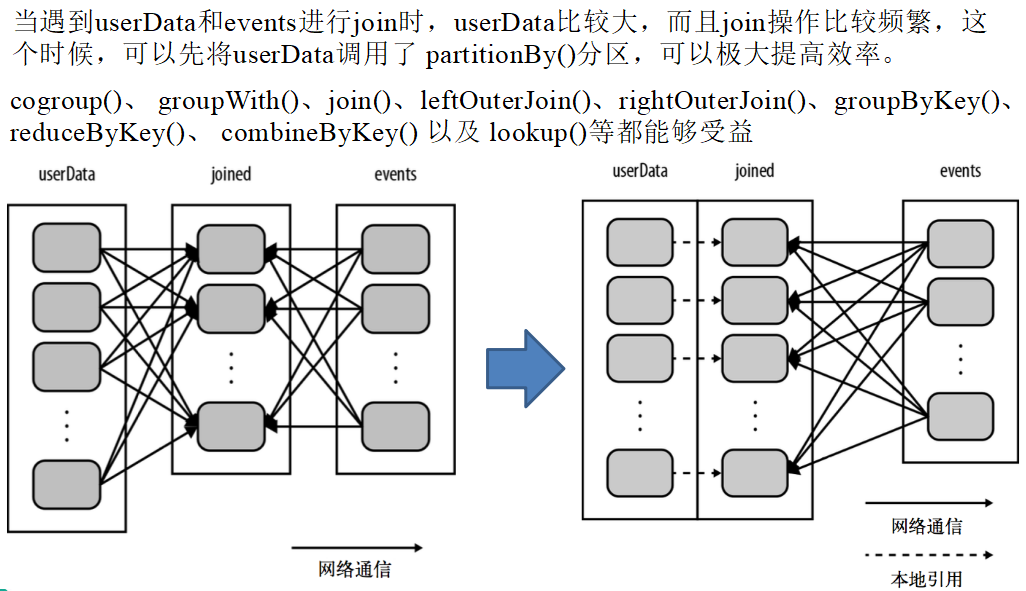 当遇到userData和events进行join时，userData比较大，而且join操作比较频繁，这
个时候，可以先将userData调用了 partitionBy()分区，可以极大提高效率。
cogroup()、 groupWith()、join()、leftOuterJoin()、rightOuterJoin()、groupByKey()、
reduceByKey()、 combineByKey() 以及 lookup()等都能够受益
userData joined events
网络通信
userData joined events
网络通信
本地引用